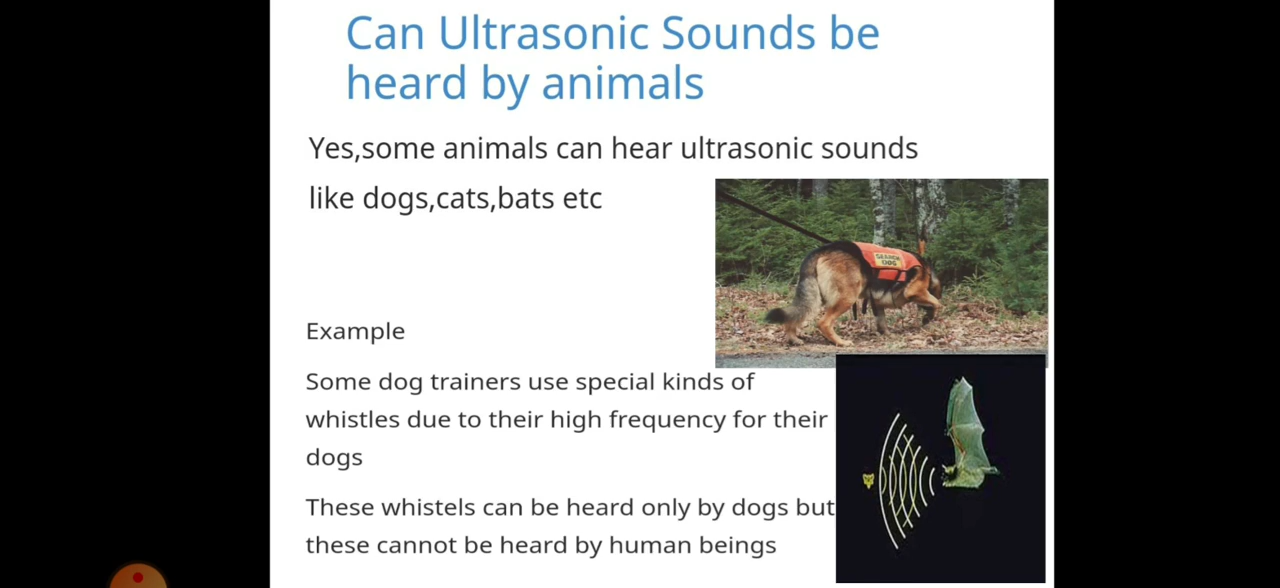 Can Ultrasonic Sounds be
heard by animals
Yes,some animals can hear ultrasonic sounds
like dogs,cats,bats etc
SEARCH
DOG
Example
Some dog trainers use special kinds of
whistles due to their high frequency for their
dogs
These whistels can be heard only by dogs but
these cannot be heard by human beings